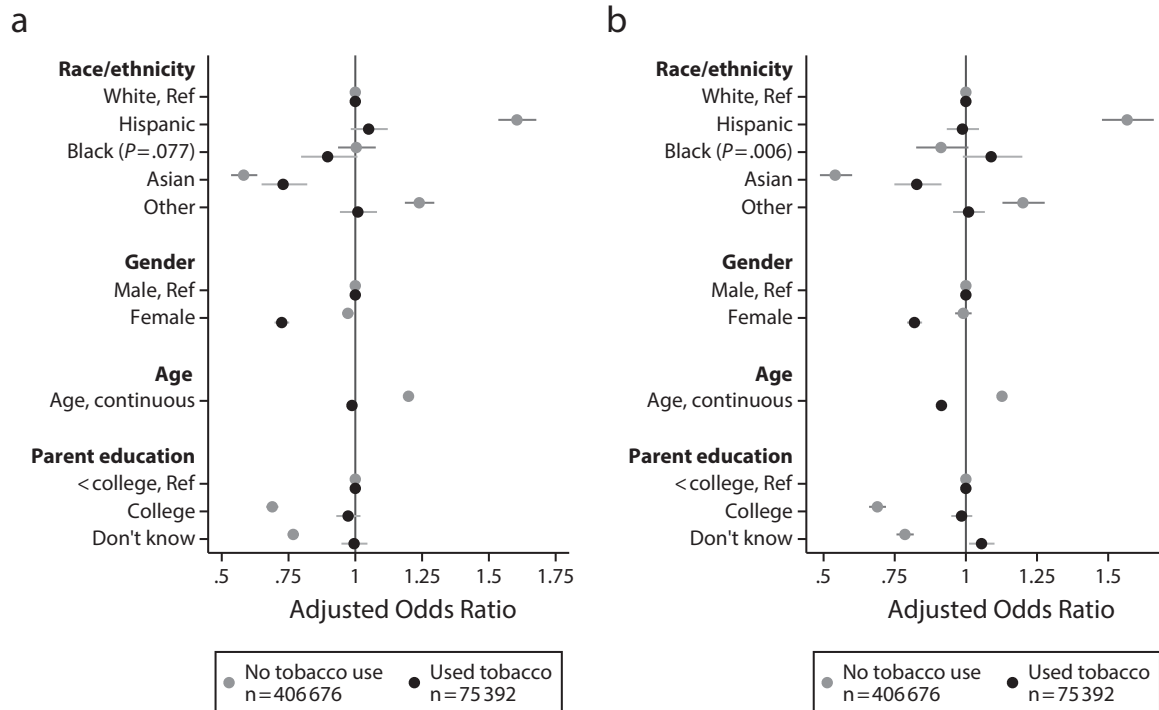 a
Race/ethnicity
White, Ref
Hispanic
Black (P=.077)
Asian
Other
Gender
Male, Ref
Female
Age
Age, continuous
Parent education
<college, Ref
College
Don't know
.5 .75 1 1.25 1.5 1.75
Adjusted Odds Ratio
No tobacco use
n=406676
Used tobacco
n=75392
b
Race/ethnicity
White, Ref
Hispanic
Black (P=.006)
Asian
Other
Gender
Male, Ref
Female
Age
Age, continuous
Parent education
<college, Ref
College
Don't know
.5 .75 1 1.25 1.5
Adjusted Odds Ratio
No tobacco use
n=406676
Used tobacco
n=75392